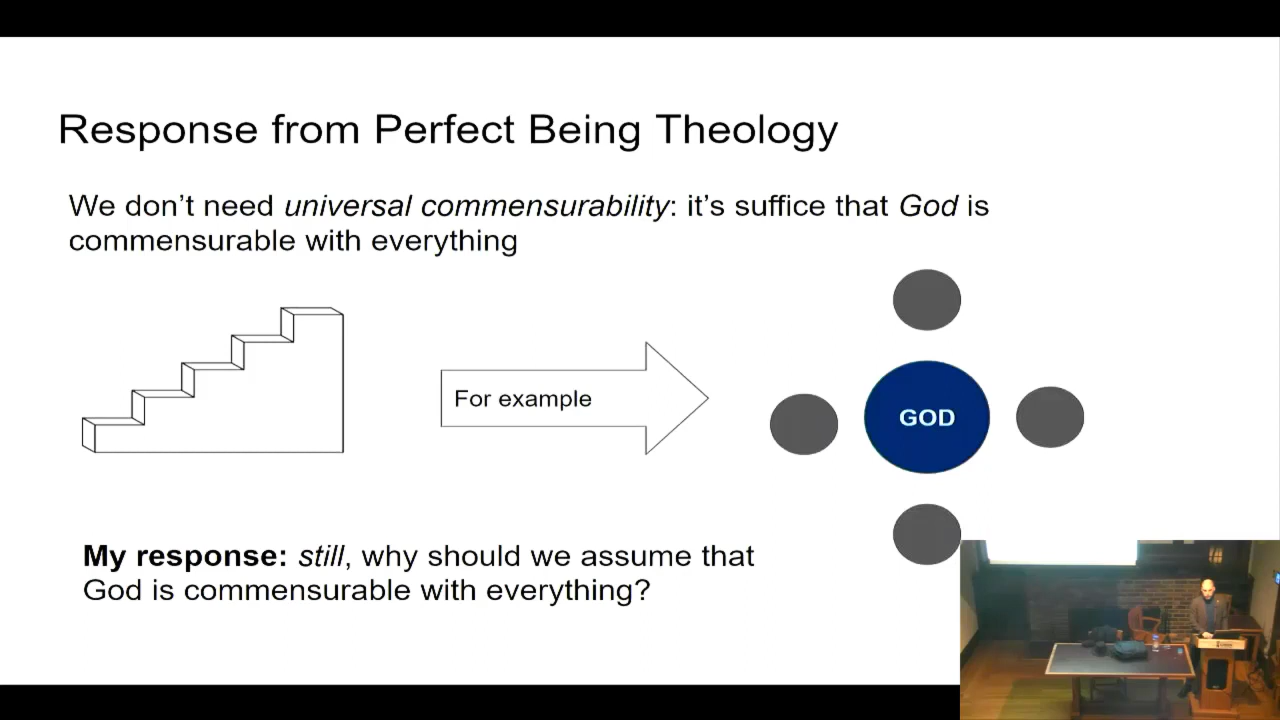 Response from Perfect Being Theology
We don't need universal commensurability: it's suffice that God is
commensurable with everything
For example
GOD
My response: still, why should we assume that
God is commensurable with everything?